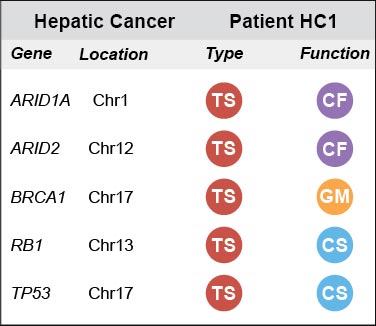 Hepatic Cancer Patient HC1
Gene Location Type Function
ARID1A Chr1 TS CF
ARID2 Chr12 TS CF
BRCA1 Chr17 TS GM
RB1 Chr13 TS CS
TP53 Chr17 TS CS